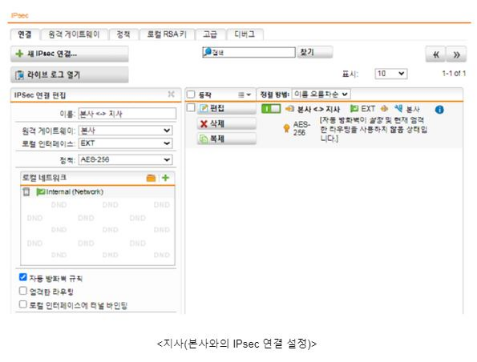 IPsec
연결 원격 게이트웨이 정책 로컬 RSA 키 고급 디버그
+ 새 IPsec 연결...
검색 찾기
라이브 로그 열기
표시: 10 1-1 of 1
IPSec 연결 편집
동작 정렬 방법: 이름 오름차순
이름: 본사 <-> 지사
편집 본사 <-> 지사 EXT 본사
원격 게이트웨이: 본사
삭제 AES-256 [자동 방화벽이 설정 및 현재 엄격한 라우팅을 사용하지 않음 상태입니다.]
로컬 인터페이스: EXT
복제
정책: AES-256
로컬 네트워크
Internal (Network)
DND DND DND
DND DND DND
DND DND DND
DND DND DND
DND DND DND
자동 방화벽 규칙
엄격한 라우팅
로컬 인터페이스에 터널 바인딩
<지사(본사와의 IPsec 연결 설정)>